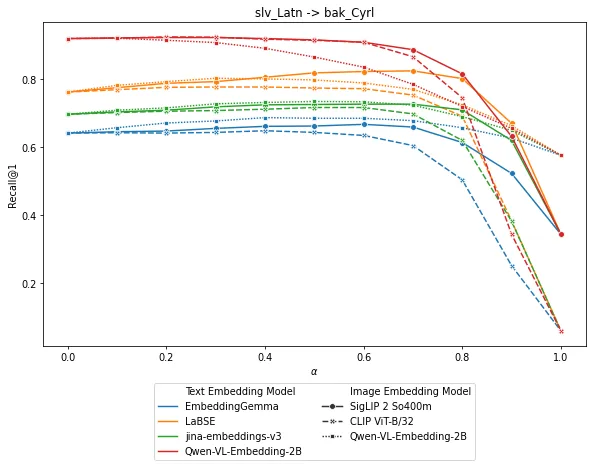 slv_Latn -> bak_Cyrl
Recall@1
0.8
0.6
0.4
0.2
0.0 0.2 0.4 0.6 0.8 1.0
α
Text Embedding Model Image Embedding Model
EmbeddingGemma SigLIP 2 So400m
LaBSE CLIP ViT-B/32
jina-embeddings-v3 Qwen-VL-Embedding-2B
Qwen-VL-Embedding-2B